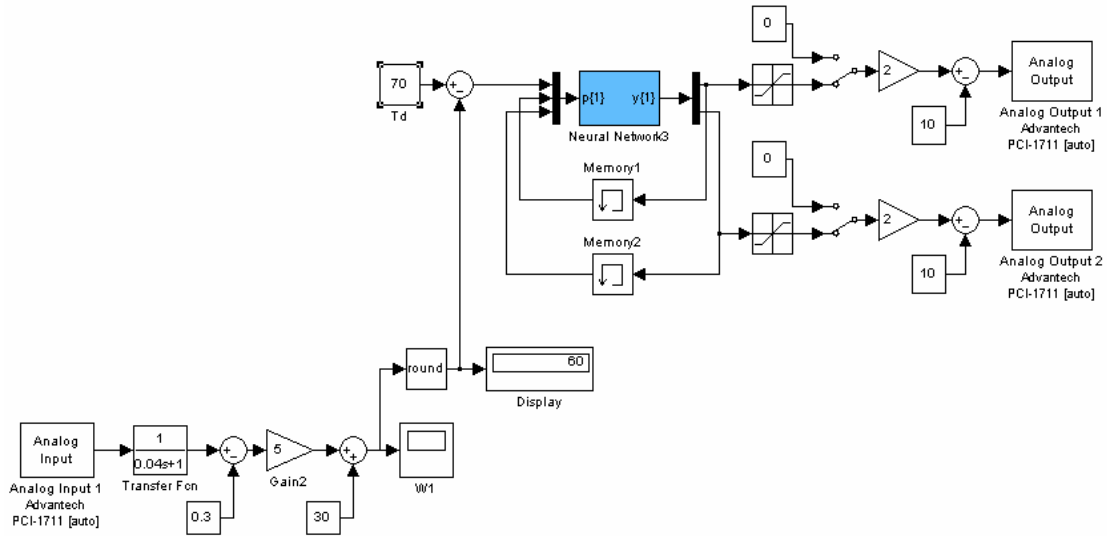 0
70
Td
p{1}
y{1}
Neural Network3
2
10
Analog
Output
Analog Output 1
Advantech
PCI-1711 [auto]
Memory1
Memory2
0
2
10
Analog
Output
Analog Output 2
Advantech
PCI-1711 [auto]
round
60
Display
Analog
Input
Analog Input 1
Advantech
PCI-1711 [auto]
1
0.04s+1
Transfer Fcn
0.3
5
Gain2
30
W1